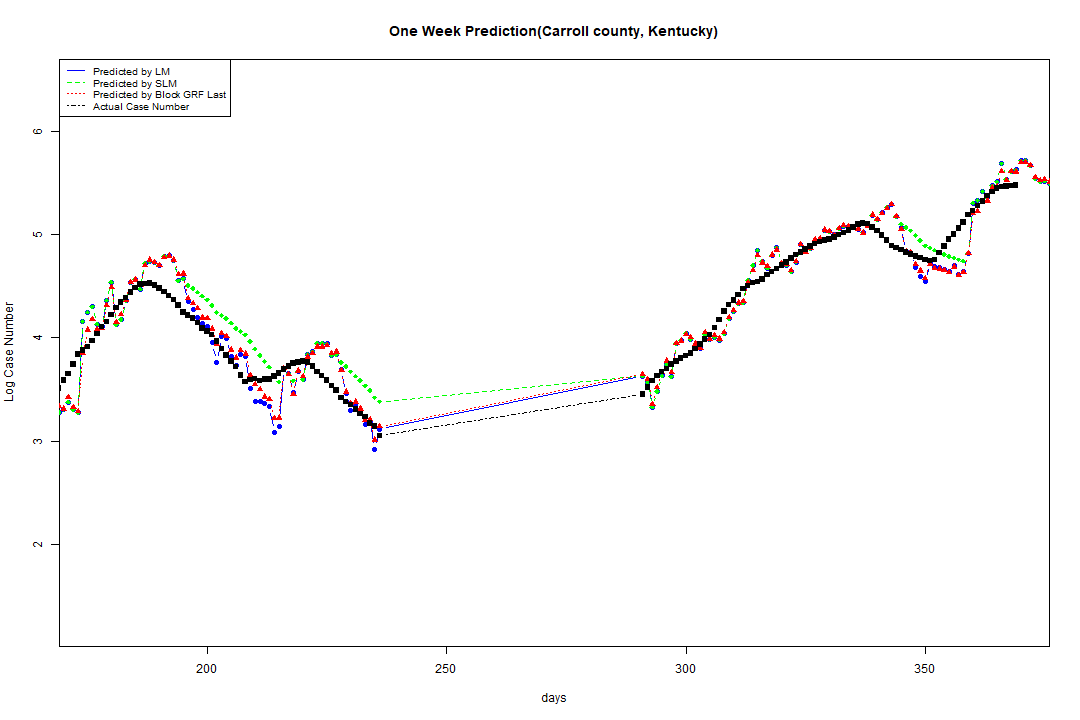 One Week Prediction(Carroll county, Kentucky)
Predicted by LM
Predicted by SLM
Predicted by Block GRF Last
Actual Case Number
6
5
4
3
2
Log Case Number
200 250 300 350
days